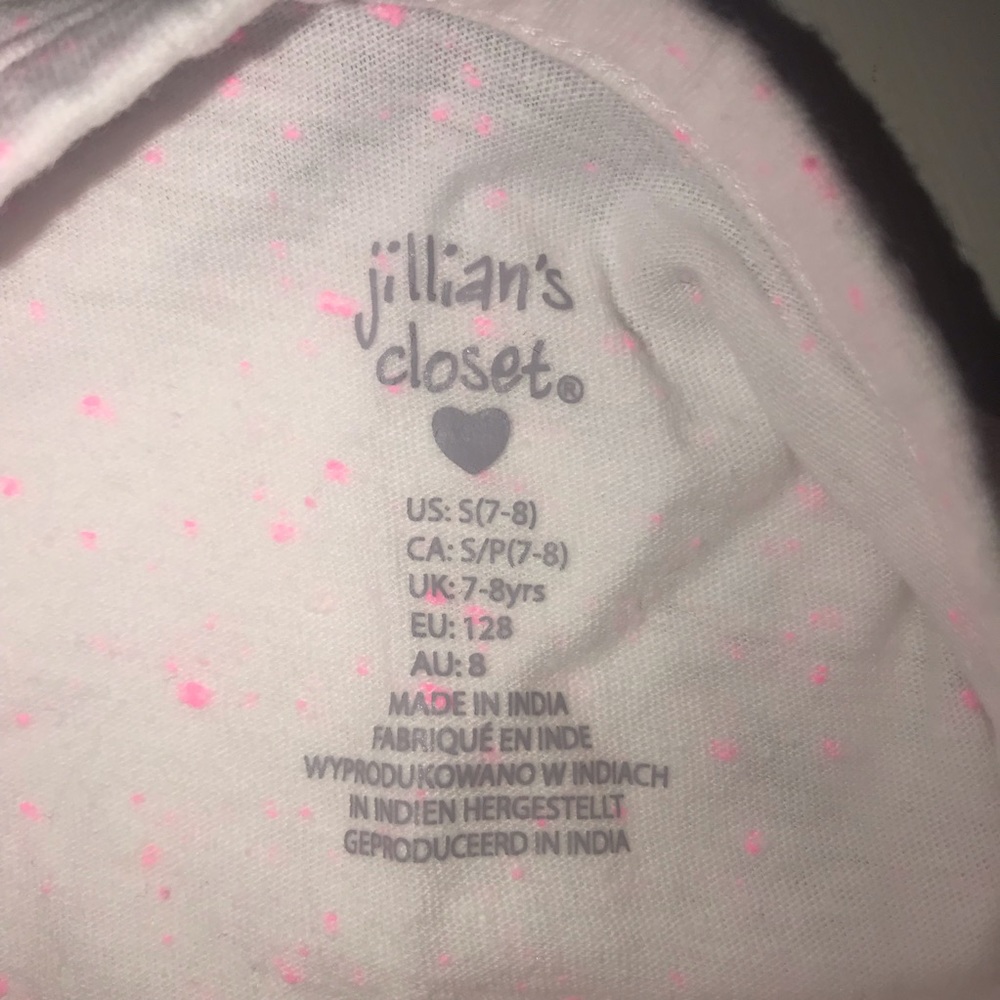 jillian's
closet®
US: S(7-8)
CA: S/P(7-8)
UK: 7-8yrs
EU: 128
AU: 8
MADE IN INDIA
FABRIQUÉ EN INDE
WYPRODUKOWANO W INDIACH
IN INDIEN HERGESTELLT
GEPRODUCEERD IN INDIA